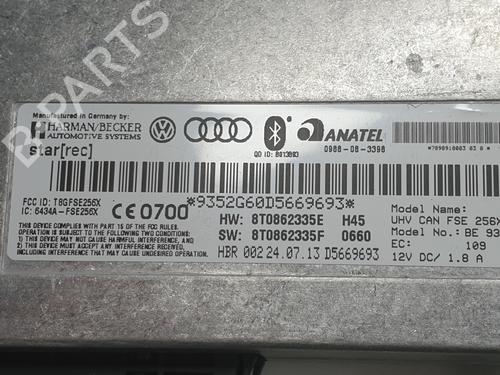 B-PARTS
Manufactured in Germany by:
HARMAN/BECKER
AUTOMOTIVE SYSTEMS
star[rec]
QD ID: B013893
ANATEL
0988-08-3398
FCC ID: T8GFSE256X
IC: 6434A-FSE256X
CE0700
*9352G60D5669693*
HW: 8T0862335E H45
SW: 8T0862335F 0660
HBR 002 24.07.13 D5669693
THIS DEVICE COMPLIES WITH PART 15 OF THE FCC RULES.
OPERATION IS SUBJECT TO THE FOLLOWING TWO CONDITIONS:
(1) THIS DEVICE MAY NOT CAUSE HARMFUL INTERFERENCE, AND
(2) THIS DEVICE MUST ACCEPT ANY INTERFERENCE RECEIVED,
INCLUDING INTERFERENCE THAT MAY CAUSE UNDESIRED OPERATION
Model Name:
UHV CAN FSE 256X
Model No.: BE 93
EC: 109
12V DC/ 1.8 A